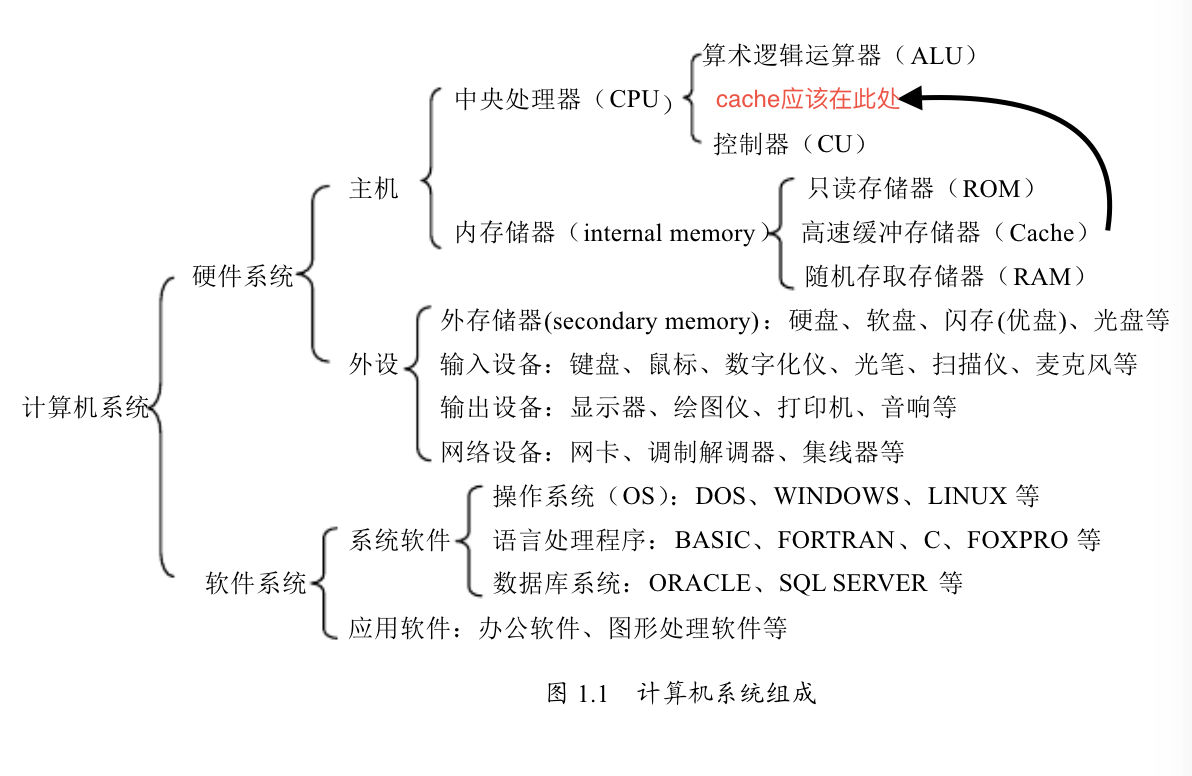 算术逻辑运算器（ALU）
中央处理器（CPU）
cache应该在此处
控制器（CU）
主机
只读存储器（ROM）
内存储器（internal memory）
高速缓冲存储器（Cache）
硬件系统
随机存取存储器（RAM）
外存储器(secondary memory)：硬盘、软盘、闪存(优盘)、光盘等
外设
输入设备：键盘、鼠标、数字化仪、光笔、扫描仪、麦克风等
计算机系统
输出设备：显示器、绘图仪、打印机、音响等
网络设备：网卡、调制解调器、集线器等
操作系统（OS）：DOS、WINDOWS、LINUX 等
系统软件
语言处理程序：BASIC、FORTRAN、C、FOXPRO 等
软件系统
数据库系统：ORACLE、SQL SERVER 等
应用软件：办公软件、图形处理软件等
图 1.1 计算机系统组成